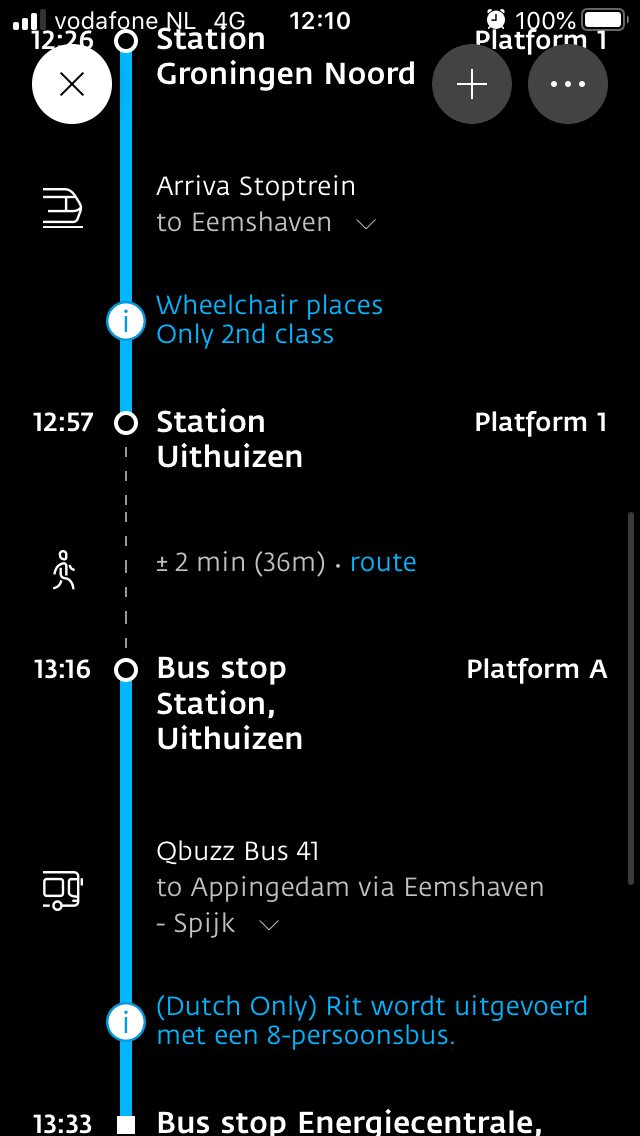 vodafone NL 4G 12:10 100%
12:26 Station Platform 1
Groningen Noord
Arriva Stoptrein
to Eemshaven
i Wheelchair places
Only 2nd class
12:57 Station Platform 1
Uithuizen
± 2 min (36m) · route
13:16 Bus stop Platform A
Station,
Uithuizen
Qbuzz Bus 41
to Appingedam via Eemshaven
- Spijk
i (Dutch Only) Rit wordt uitgevoerd
met een 8-persoonsbus.
13:33 Bus stop Energiecentrale,